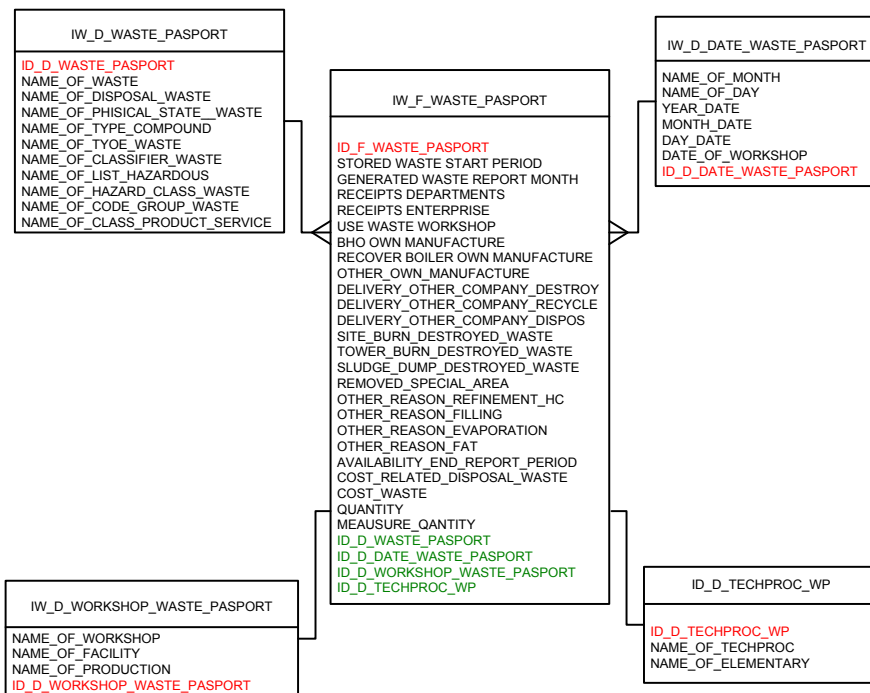 IW_D_WASTE_PASPORT
ID_D_WASTE_PASPORT
NAME_OF_WASTE
NAME_OF_DISPOSAL_WASTE
NAME_OF_PHISICAL_STATE__WASTE
NAME_OF_TYPE_COMPOUND
NAME_OF_TYOE_WASTE
NAME_OF_CLASSIFIER_WASTE
NAME_OF_LIST_HAZARDOUS
NAME_OF_HAZARD_CLASS_WASTE
NAME_OF_CODE_GROUP_WASTE
NAME_OF_CLASS_PRODUCT_SERVICE
IW_F_WASTE_PASPORT
ID_F_WASTE_PASPORT
STORED WASTE START PERIOD
GENERATED WASTE REPORT MONTH
RECEIPTS DEPARTMENTS
RECEIPTS ENTERPRISE
USE WASTE WORKSHOP
BHO OWN MANUFACTURE
RECOVER BOILER OWN MANUFACTURE
OTHER_OWN_MANUFACTURE
DELIVERY_OTHER_COMPANY_DESTROY
DELIVERY_OTHER_COMPANY_RECYCLE
DELIVERY_OTHER_COMPANY_DISPOS
SITE_BURN_DESTROYED_WASTE
TOWER_BURN_DESTROYED_WASTE
SLUDGE_DUMP_DESTROYED_WASTE
REMOVED_SPECIAL_AREA
OTHER_REASON_REFINEMENT_HC
OTHER_REASON_FILLING
OTHER_REASON_EVAPORATION
OTHER_REASON_FAT
AVAILABILITY_END_REPORT_PERIOD
COST_RELATED_DISPOSAL_WASTE
COST_WASTE
QUANTITY
MEAUSURE_QANTITY
ID_D_WASTE_PASPORT
ID_D_DATE_WASTE_PASPORT
ID_D_WORKSHOP_WASTE_PASPORT
ID_D_TECHPROC_WP
IW_D_DATE_WASTE_PASPORT
NAME_OF_MONTH
NAME_OF_DAY
YEAR_DATE
MONTH_DATE
DAY_DATE
DATE_OF_WORKSHOP
ID_D_DATE_WASTE_PASPORT
IW_D_WORKSHOP_WASTE_PASPORT
NAME_OF_WORKSHOP
NAME_OF_FACILITY
NAME_OF_PRODUCTION
ID_D_WORKSHOP_WASTE_PASPORT
ID_D_TECHPROC_WP
ID_D_TECHPROC_WP
NAME_OF_TECHPROC
NAME_OF_ELEMENTARY